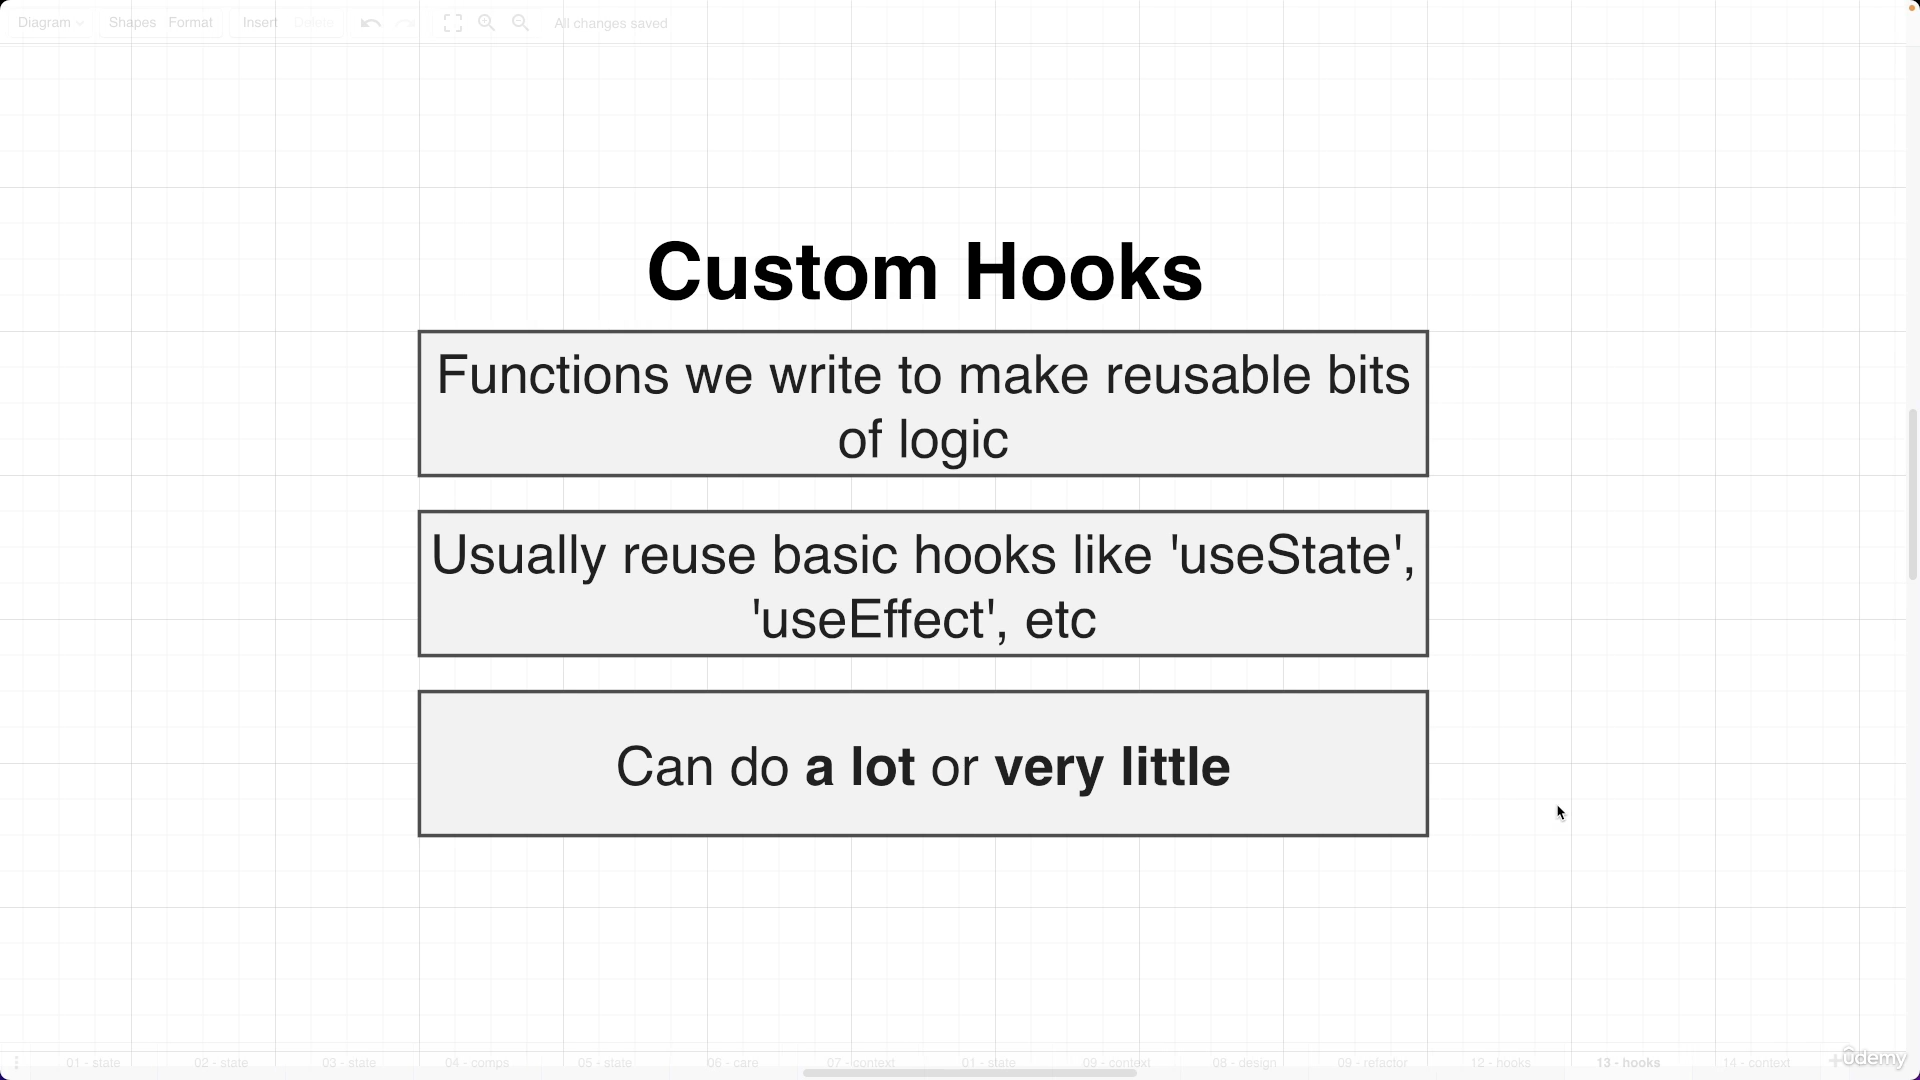 Diagram Shapes Format Insert Delete All changes saved
Custom Hooks
Functions we write to make reusable bits
of logic
Usually reuse basic hooks like 'useState',
'useEffect', etc
Can do a lot or very little
01 - state 02 - state 03 - state 04 - comps 05 - state 06 - care 07 - context 01 - state 09 - context 08 - design 09 - refactor 12 - hooks 13 - hooks 14 - context
ûdemy